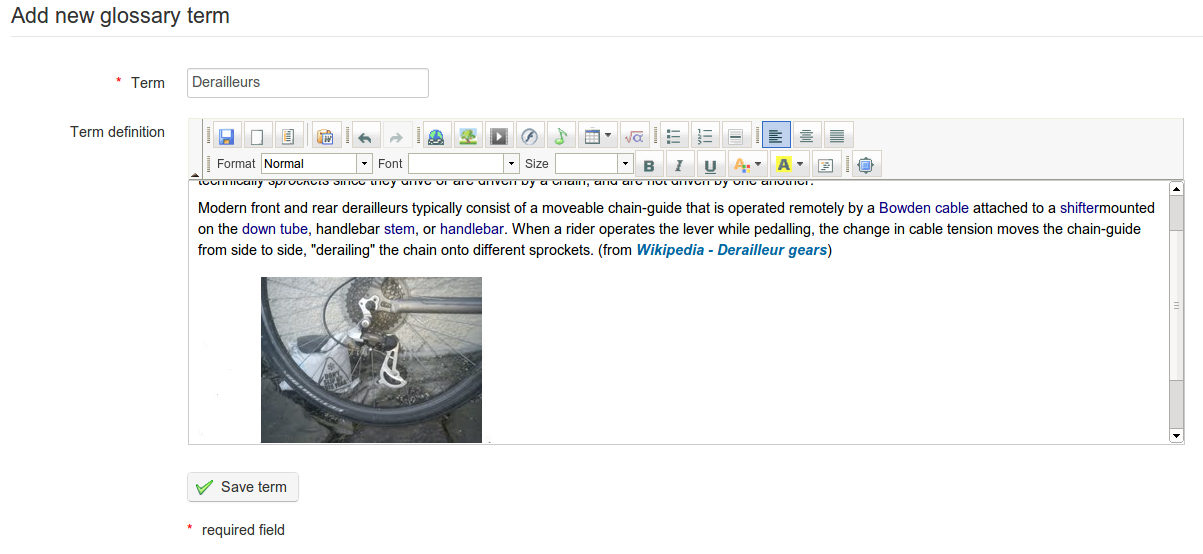 Add new glossary term
* Term
Derailleurs
Term definition
Format Normal Font Size
B I U A A
technically sprockets since they drive or are driven by a chain, and are not driven by one another.
Modern front and rear derailleurs typically consist of a moveable chain-guide that is operated remotely by a Bowden cable attached to a shiftermounted
on the down tube, handlebar stem, or handlebar. When a rider operates the lever while pedalling, the change in cable tension moves the chain-guide
from side to side, "derailing" the chain onto different sprockets. (from Wikipedia - Derailleur gears)
Save term
* required field